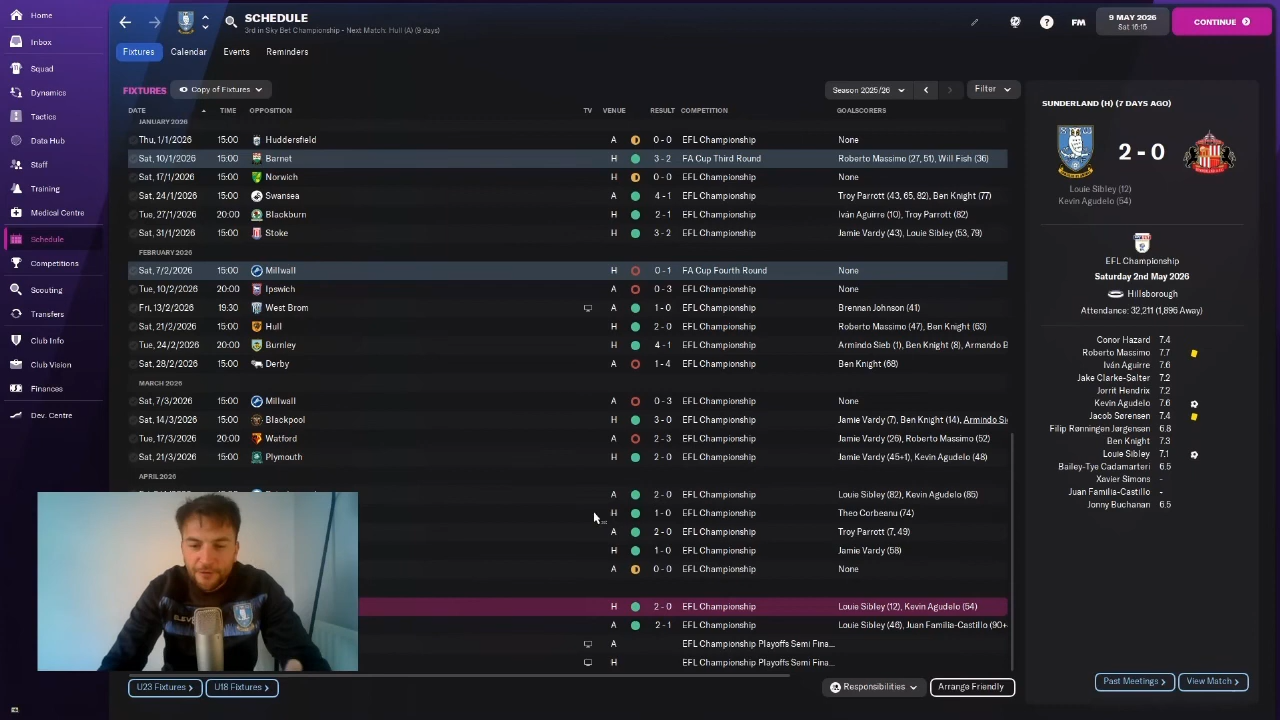 Home
Inbox
Squad
Dynamics
Tactics
Data Hub
Staff
Training
Medical Centre
Schedule
Competitions
Scouting
Transfers
Club Info
Club Vision
Finances
Dev. Centre
SCHEDULE
3rd in Sky Bet Championship - Next Match: Hull (A) (9 days)
FM
9 MAY 2026
Sat 16:15
CONTINUE
Fixtures Calendar Events Reminders
FIXTURES Copy of Fixtures Season 2025/26 Filter
DATE TIME OPPOSITION TV VENUE RESULT COMPETITION GOALSCORERS
JANUARY 2026
Thu, 1/1/2026 15:00 Huddersfield A 0 - 0 EFL Championship None
Sat, 10/1/2026 15:00 Barnet H 3 - 2 FA Cup Third Round Roberto Massimo (27, 51), Will Fish (36)
Sat, 17/1/2026 15:00 Norwich H 0 - 0 EFL Championship None
Sat, 24/1/2026 15:00 Swansea A 4 - 1 EFL Championship Troy Parrott (43, 65, 82), Ben Knight (77)
Tue, 27/1/2026 20:00 Blackburn H 2 - 1 EFL Championship Iván Aguirre (10), Troy Parrott (82)
Sat, 31/1/2026 15:00 Stoke H 3 - 2 EFL Championship Jamie Vardy (43), Louie Sibley (53, 79)
FEBRUARY 2026
Sat, 7/2/2026 15:00 Millwall H 0 - 1 FA Cup Fourth Round None
Tue, 10/2/2026 20:00 Ipswich A 0 - 3 EFL Championship None
Fri, 13/2/2026 19:30 West Brom A 1 - 0 EFL Championship Brennan Johnson (41)
Sat, 21/2/2026 15:00 Hull H 2 - 0 EFL Championship Roberto Massimo (47), Ben Knight (63)
Tue, 24/2/2026 20:00 Burnley H 4 - 1 EFL Championship Armindo Sieb (1), Ben Knight (8), Armando B
Sat, 28/2/2026 15:00 Derby A 1 - 4 EFL Championship Ben Knight (68)
MARCH 2026
Sat, 7/3/2026 15:00 Millwall A 0 - 3 EFL Championship None
Sat, 14/3/2026 15:00 Blackpool H 3 - 0 EFL Championship Jamie Vardy (7), Ben Knight (14), Armindo Si
Tue, 17/3/2026 20:00 Watford A 2 - 3 EFL Championship Jamie Vardy (26), Roberto Massimo (52)
Sat, 21/3/2026 15:00 Plymouth H 2 - 0 EFL Championship Jamie Vardy (45+1), Kevin Agudelo (48)
APRIL 2026
A 2 - 0 EFL Championship Louie Sibley (82), Kevin Agudelo (85)
H 1 - 0 EFL Championship Theo Corbeanu (74)
A 2 - 0 EFL Championship Troy Parrott (7, 49)
H 1 - 0 EFL Championship Jamie Vardy (58)
A 0 - 0 EFL Championship None
H 2 - 0 EFL Championship Louie Sibley (12), Kevin Agudelo (54)
A 2 - 1 EFL Championship Louie Sibley (46), Juan Familia-Castillo (90+
A EFL Championship Playoffs Semi Fina...
H EFL Championship Playoffs Semi Fina...
U23 Fixtures U18 Fixtures Responsibilities Arrange Friendly
SUNDERLAND (H) (7 DAYS AGO)
2 - 0
Louie Sibley (12)
Kevin Agudelo (54)
EFL Championship
Saturday 2nd May 2026
Hillsborough
Attendance: 32,211 (1,896 Away)
Conor Hazard 7.4
Roberto Massimo 7.7
Iván Aguirre 7.6
Jake Clarke-Salter 7.2
Jorrit Hendrix 7.2
Kevin Agudelo 7.6
Jacob Sørensen 7.4
Filip Rønningen Jørgensen 6.8
Ben Knight 7.3
Louie Sibley 7.1
Bailey-Tye Cadamarteri 6.5
Xavier Simons -
Juan Familia-Castillo -
Jonny Buchanan 6.5
Past Meetings View Match